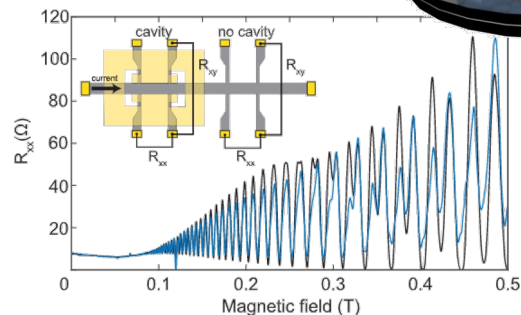 cavity
no cavity
current
R_xy
R_xy
R_xx
R_xx
R_xx(Ω)
120
100
80
60
40
20
0
0.1
0.2
0.3
0.4
0.5
Magnetic field (T)